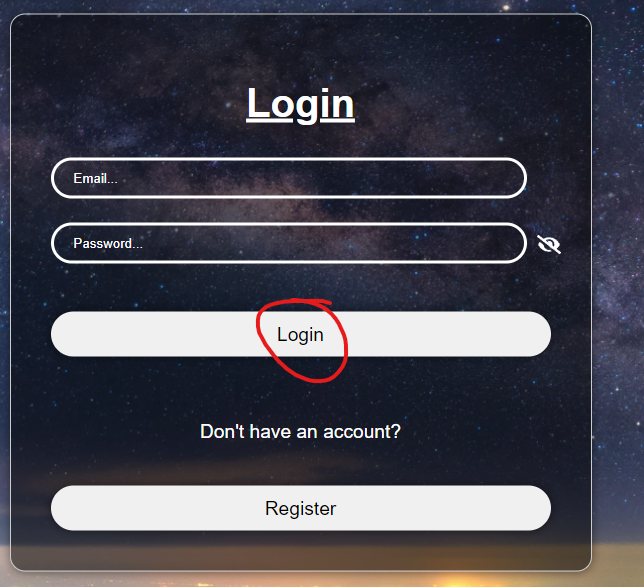 Login
Email...
Password...
Login
Don't have an account?
Register